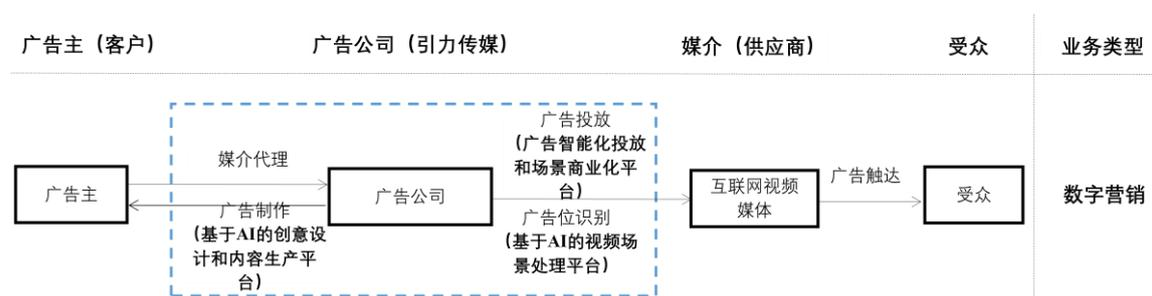 广告主（客户）
广告公司（引力传媒）
媒介（供应商）
受众
业务类型
广告主
媒介代理
广告制作
（基于AI的创意设
计和内容生产平
台）
广告公司
广告投放
（广告智能化投放
和场景商业化平
台）
广告位识别
（基于AI的视频场
景处理平台）
互联网视频
媒体
广告触达
受众
数字营销